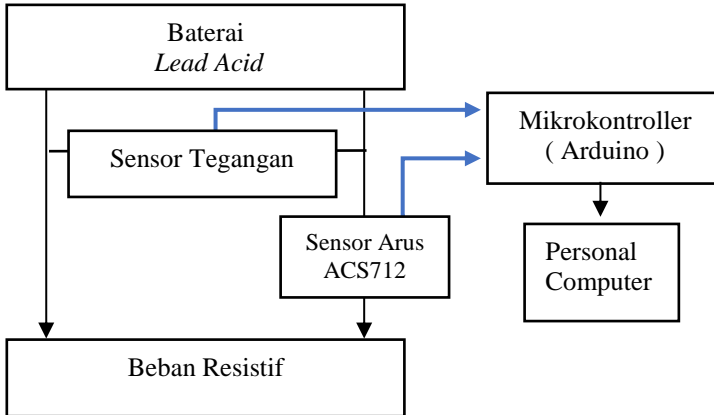 Baterai
Lead Acid
Sensor Tegangan
Mikrokontroller
( Arduino )
Sensor Arus
ACS712
Personal
Computer
Beban Resistif